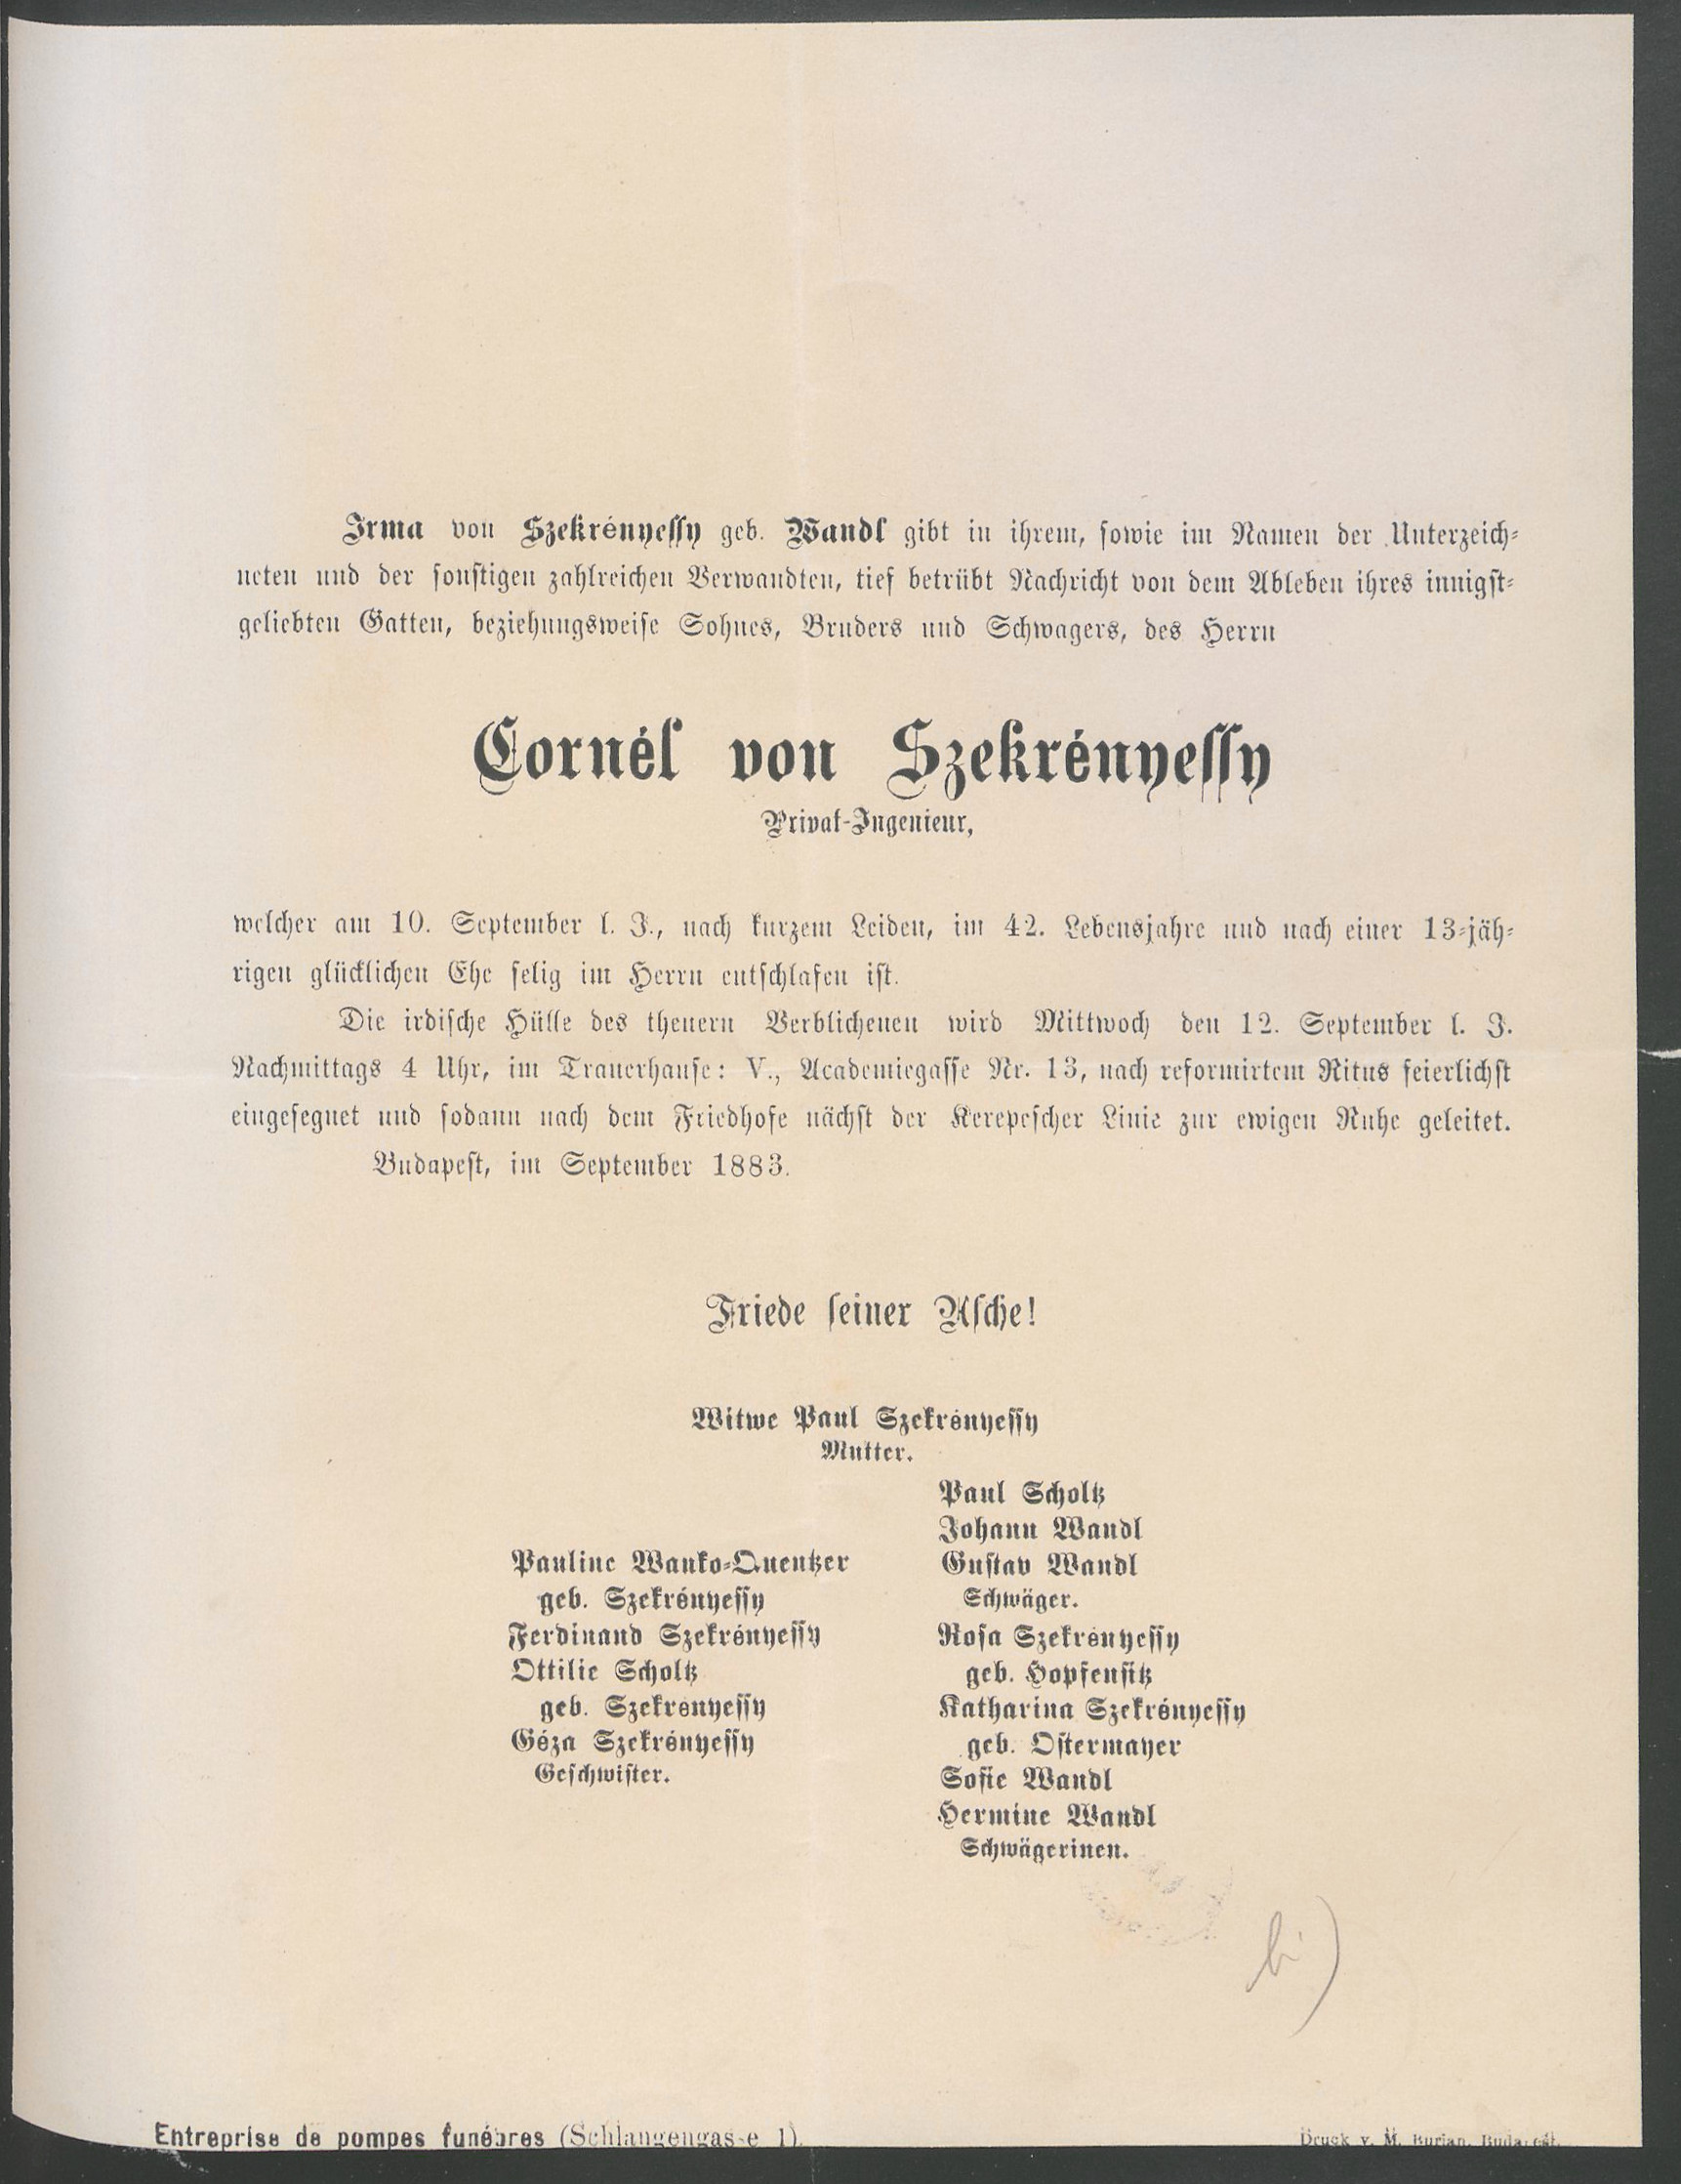 Irma von Szekrényessy geb. Wandl gibt in ihrem, sowie im Namen der Unterzeich-
neten und der sonstigen zahlreichen Verwandten, tief betrübt Nachricht von dem Ableben ihres innigst-
geliebten Gatten, beziehungsweise Sohnes, Bruders und Schwagers, des Herrn
Cornél von Szekrényessy
Privat-Ingenieur,
welcher am 10. September l. J., nach kurzem Leiden, im 42. Lebensjahre und nach einer 13-jäh-
rigen glücklichen Ehe selig im Herrn entschlafen ist.
Die irdische Hülle des theuern Verblichenen wird Mittwoch den 12. September l. J.
Nachmittags 4 Uhr, im Trauerhause: V., Academiegasse Nr. 13, nach reformirtem Ritus feierlichst
eingesegnet und sodann nach dem Friedhofe nächst der Kerepescher Linie zur ewigen Ruhe geleitet.
Budapest, im September 1883.
Friede seiner Asche!
Witwe Paul Szekrényessy
Mutter.
Pauline Wanko-Quentzer
geb. Szekrényessy
Ferdinand Szekrényessy
Ottilie Scholtz
geb. Szekrényessy
Géza Szekrényessy
Geschwister.
Paul Scholtz
Johann Wandl
Gustav Wandl
Schwäger.
Rosa Szekrényessy
geb. Hopfensitz
Katharina Szekrényessy
geb. Ostermayer
Sofie Wandl
Hermine Wandl
Schwägerinen.
Entreprise de pompes funébres (Schlangengasse 1).
Druck v. M. Burian, Budapest.